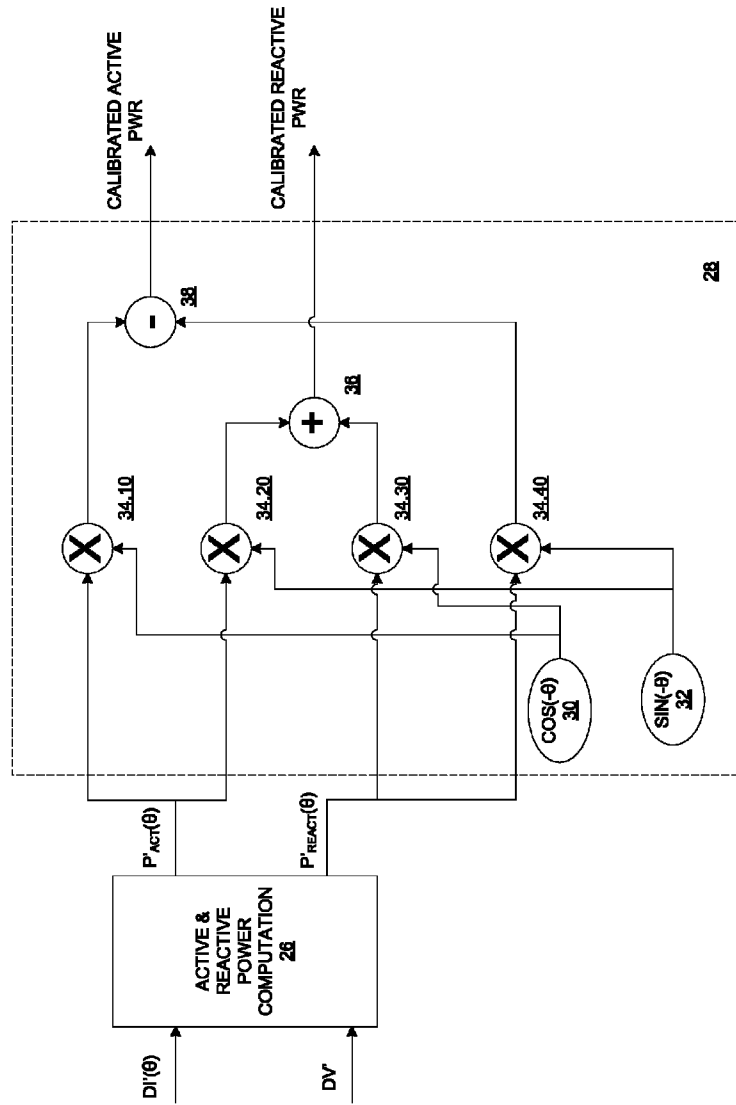 DI'(θ)
DV'
ACTIVE &
REACTIVE
POWER
COMPUTATION
26
P'ACT(θ)
P'REACT(θ)
COS(-θ)
30
SIN(-θ)
32
X
34.10
X
34.20
X
34.30
X
34.40
+
36
-
38
28
CALIBRATED ACTIVE
PWR
CALIBRATED REACTIVE
PWR